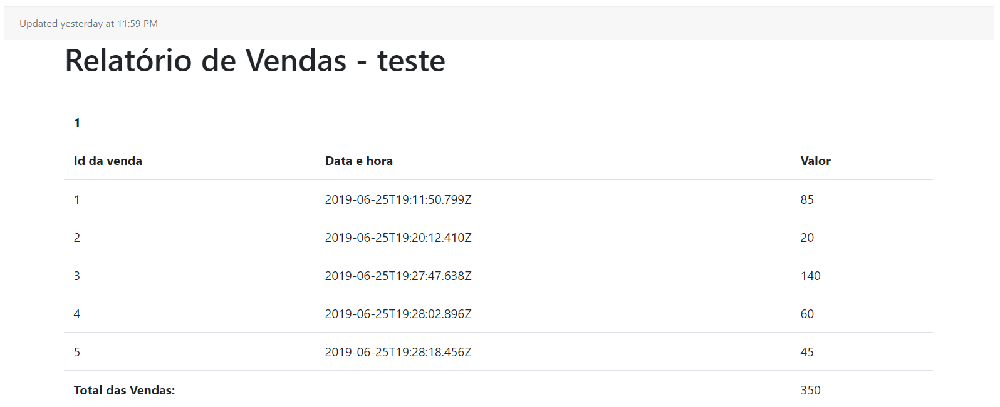 Updated yesterday at 11:59 PM
Relatório de Vendas - teste
1
Id da venda Data e hora Valor
1 2019-06-25T19:11:50.799Z 85
2 2019-06-25T19:20:12.410Z 20
3 2019-06-25T19:27:47.638Z 140
4 2019-06-25T19:28:02.896Z 60
5 2019-06-25T19:28:18.456Z 45
Total das Vendas: 350